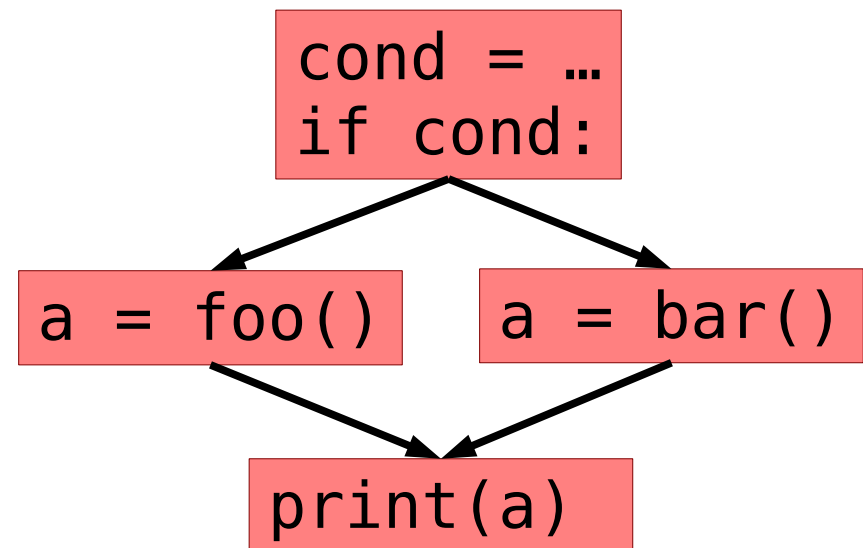 cond = …
if cond:
a = foo()
a = bar()
print(a)